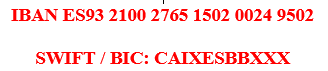 IBAN ES93 2100 2765 1502 0024 9502
SWIFT / BIC: CAIXESBBXXX